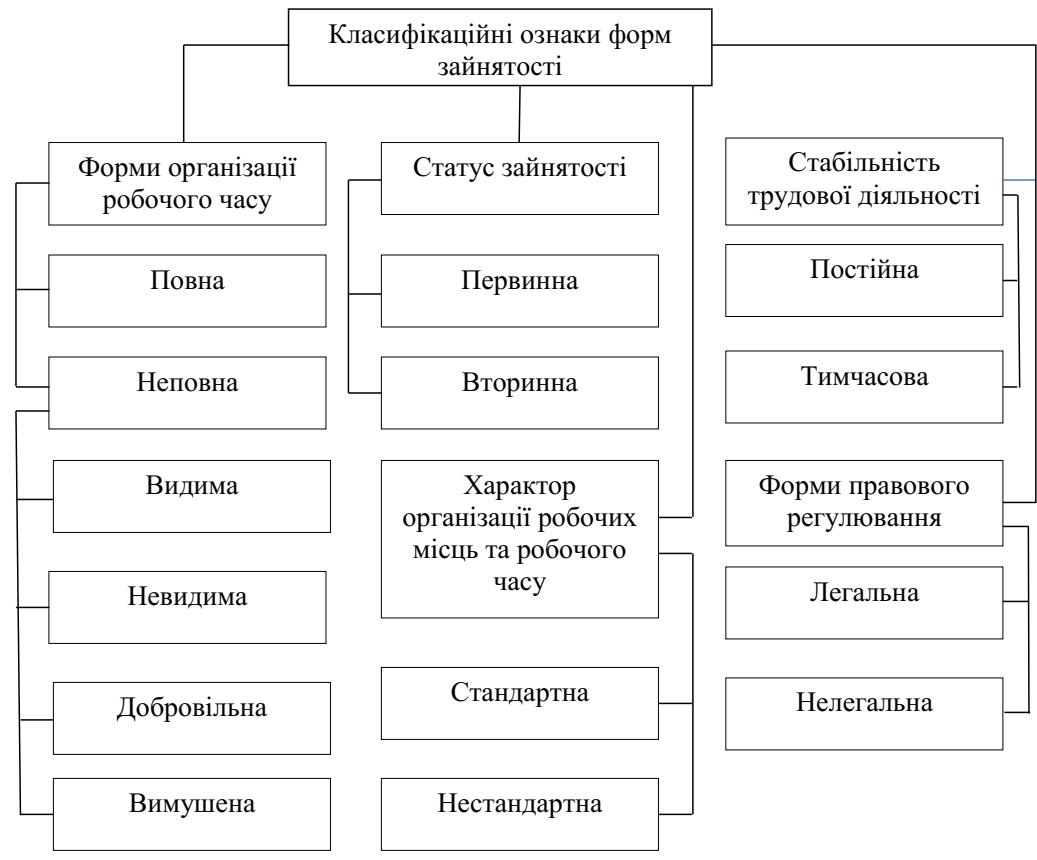 Класифікаційні ознаки форм
зайнятості
Форми організації
робочого часу
Повна
Неповна
Видима
Невидима
Добровільна
Вимушена
Статус зайнятості
Первинна
Вторинна
Характор
організації робочих
місць та робочого
часу
Стандартна
Нестандартна
Стабільність
трудової діяльності
Постійна
Тимчасова
Форми правового
регулювання
Легальна
Нелегальна